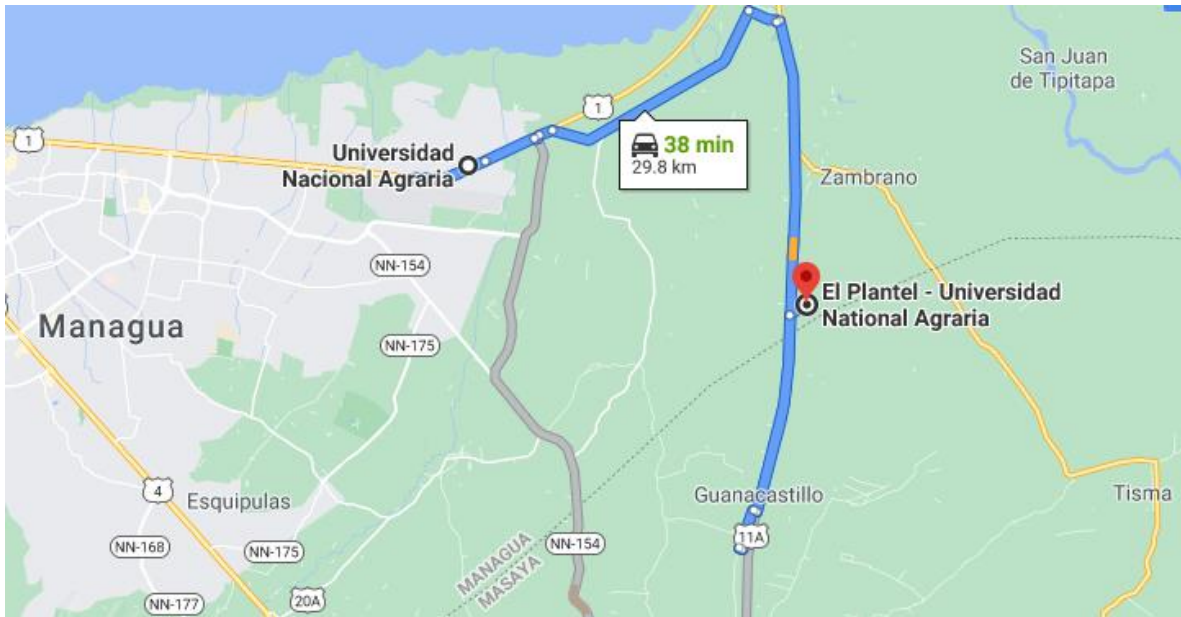 San Juan
de Tipitapa
1
1
Universidad
Nacional Agraria
38 min
29.8 km
Zambrano
NN-154
El Plantel - Universidad
National Agraria
Managua
NN-175
4
Esquipulas
Guanacastillo
Tisma
11A
NN-168
NN-175
NN-154
MANAGUA
MASAYA
NN-177
20A